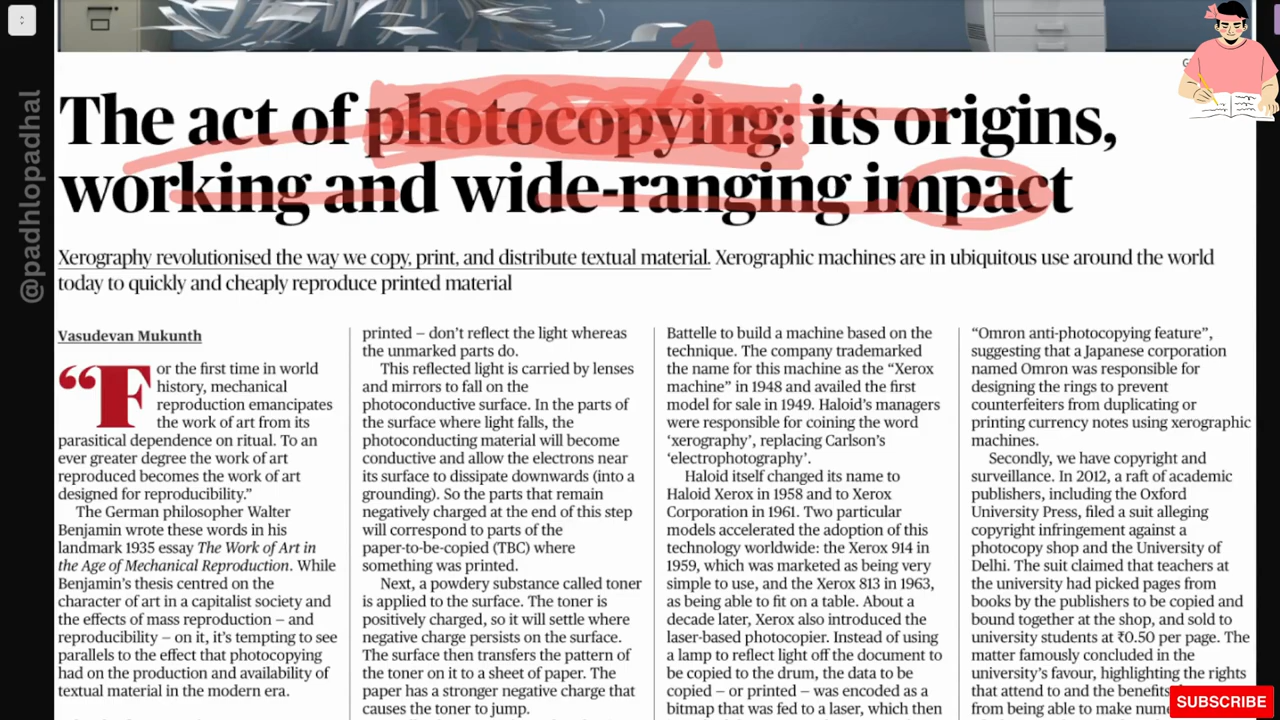 @padhlopadhal
The act of photocopying: its origins,
working and wide-ranging impact
Xerography revolutionised the way we copy, print, and distribute textual material. Xerographic machines are in ubiquitous use around the world
today to quickly and cheaply reproduce printed material
Vasudevan Mukunth
“For the first time in world
history, mechanical
reproduction emancipates
the work of art from its
parasitical dependence on ritual. To an
ever greater degree the work of art
reproduced becomes the work of art
designed for reproducibility.”
The German philosopher Walter
Benjamin wrote these words in his
landmark 1935 essay The Work of Art in
the Age of Mechanical Reproduction. While
Benjamin’s thesis centred on the
character of art in a capitalist society and
the effects of mass reproduction – and
reproducibility – on it, it’s tempting to see
parallels to the effect that photocopying
had on the production and availability of
textual material in the modern era.
printed – don’t reflect the light whereas
the unmarked parts do.
This reflected light is carried by lenses
and mirrors to fall on the
photoconductive surface. In the parts of
the surface where light falls, the
photoconducting material will become
conductive and allow the electrons near
its surface to dissipate downwards (into a
grounding). So the parts that remain
negatively charged at the end of this step
will correspond to parts of the
paper-to-be-copied (TBC) where
something was printed.
Next, a powdery substance called toner
is applied to the surface. The toner is
positively charged, so it will settle where
negative charge persists on the surface.
The surface then transfers the pattern of
the toner on it to a sheet of paper. The
paper has a stronger negative charge that
causes the toner to jump.
Battelle to build a machine based on the
technique. The company trademarked
the name for this machine as the “Xerox
machine” in 1948 and availed the first
model for sale in 1949. Haloid’s managers
were responsible for coining the word
‘xerography’, replacing Carlson’s
‘electrophotography’.
Haloid itself changed its name to
Haloid Xerox in 1958 and to Xerox
Corporation in 1961. Two particular
models accelerated the adoption of this
technology worldwide: the Xerox 914 in
1959, which was marketed as being very
simple to use, and the Xerox 813 in 1963,
as being able to fit on a table. About a
decade later, Xerox also introduced the
laser-based photocopier. Instead of using
a lamp to reflect light off the document to
be copied to the drum, the data to be
copied – or printed – was encoded as a
bitmap that was fed to a laser, which then
“Omron anti-photocopying feature”,
suggesting that a Japanese corporation
named Omron was responsible for
designing the rings to prevent
counterfeiters from duplicating or
printing currency notes using xerographic
machines.
Secondly, we have copyright and
surveillance. In 2012, a raft of academic
publishers, including the Oxford
University Press, filed a suit alleging
copyright infringement against a
photocopy shop and the University of
Delhi. The suit claimed that teachers at
the university had picked pages from
books by the publishers to be copied and
bound together at the shop, and sold to
university students at ₹0.50 per page. The
matter famously concluded in the
university’s favour, highlighting the rights
that attend to and the benefits
from being able to make
SUBSCRIBE